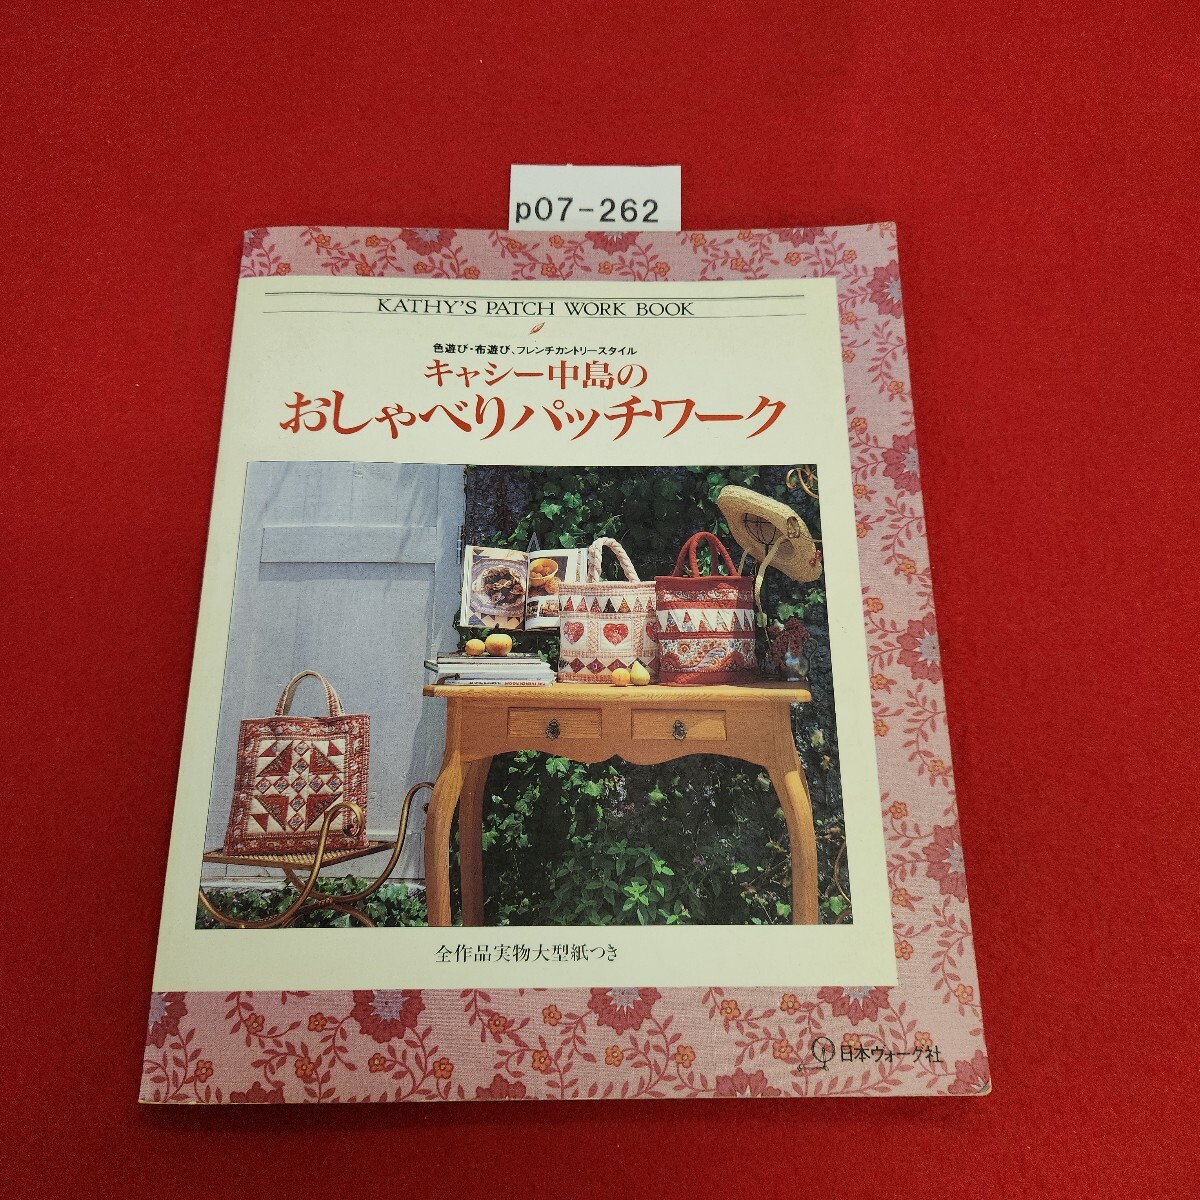 p07-262
KATHY'S PATCH WORK BOOK
色遊び・布遊び、フレンチカントリースタイル
キャシー中島の
おしゃべりパッチワーク
全作品実物大型紙つき
日本ヴォーグ社